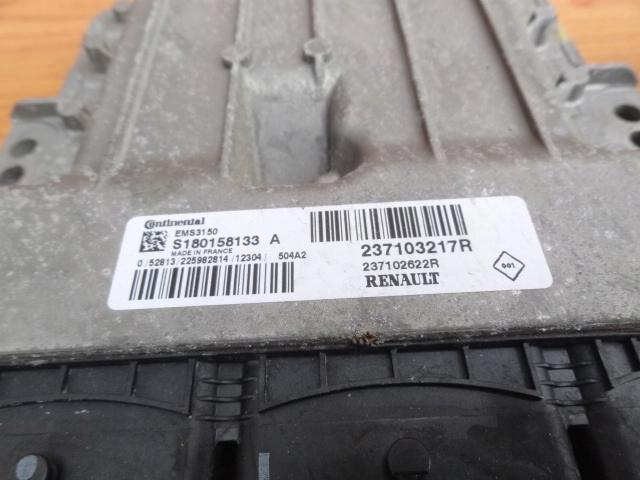 Continental
EMS3150
S180158133 A
MADE IN FRANCE
0/52813/225982814/12304/ 504A2
237103217R
237102622R
RENAULT
001